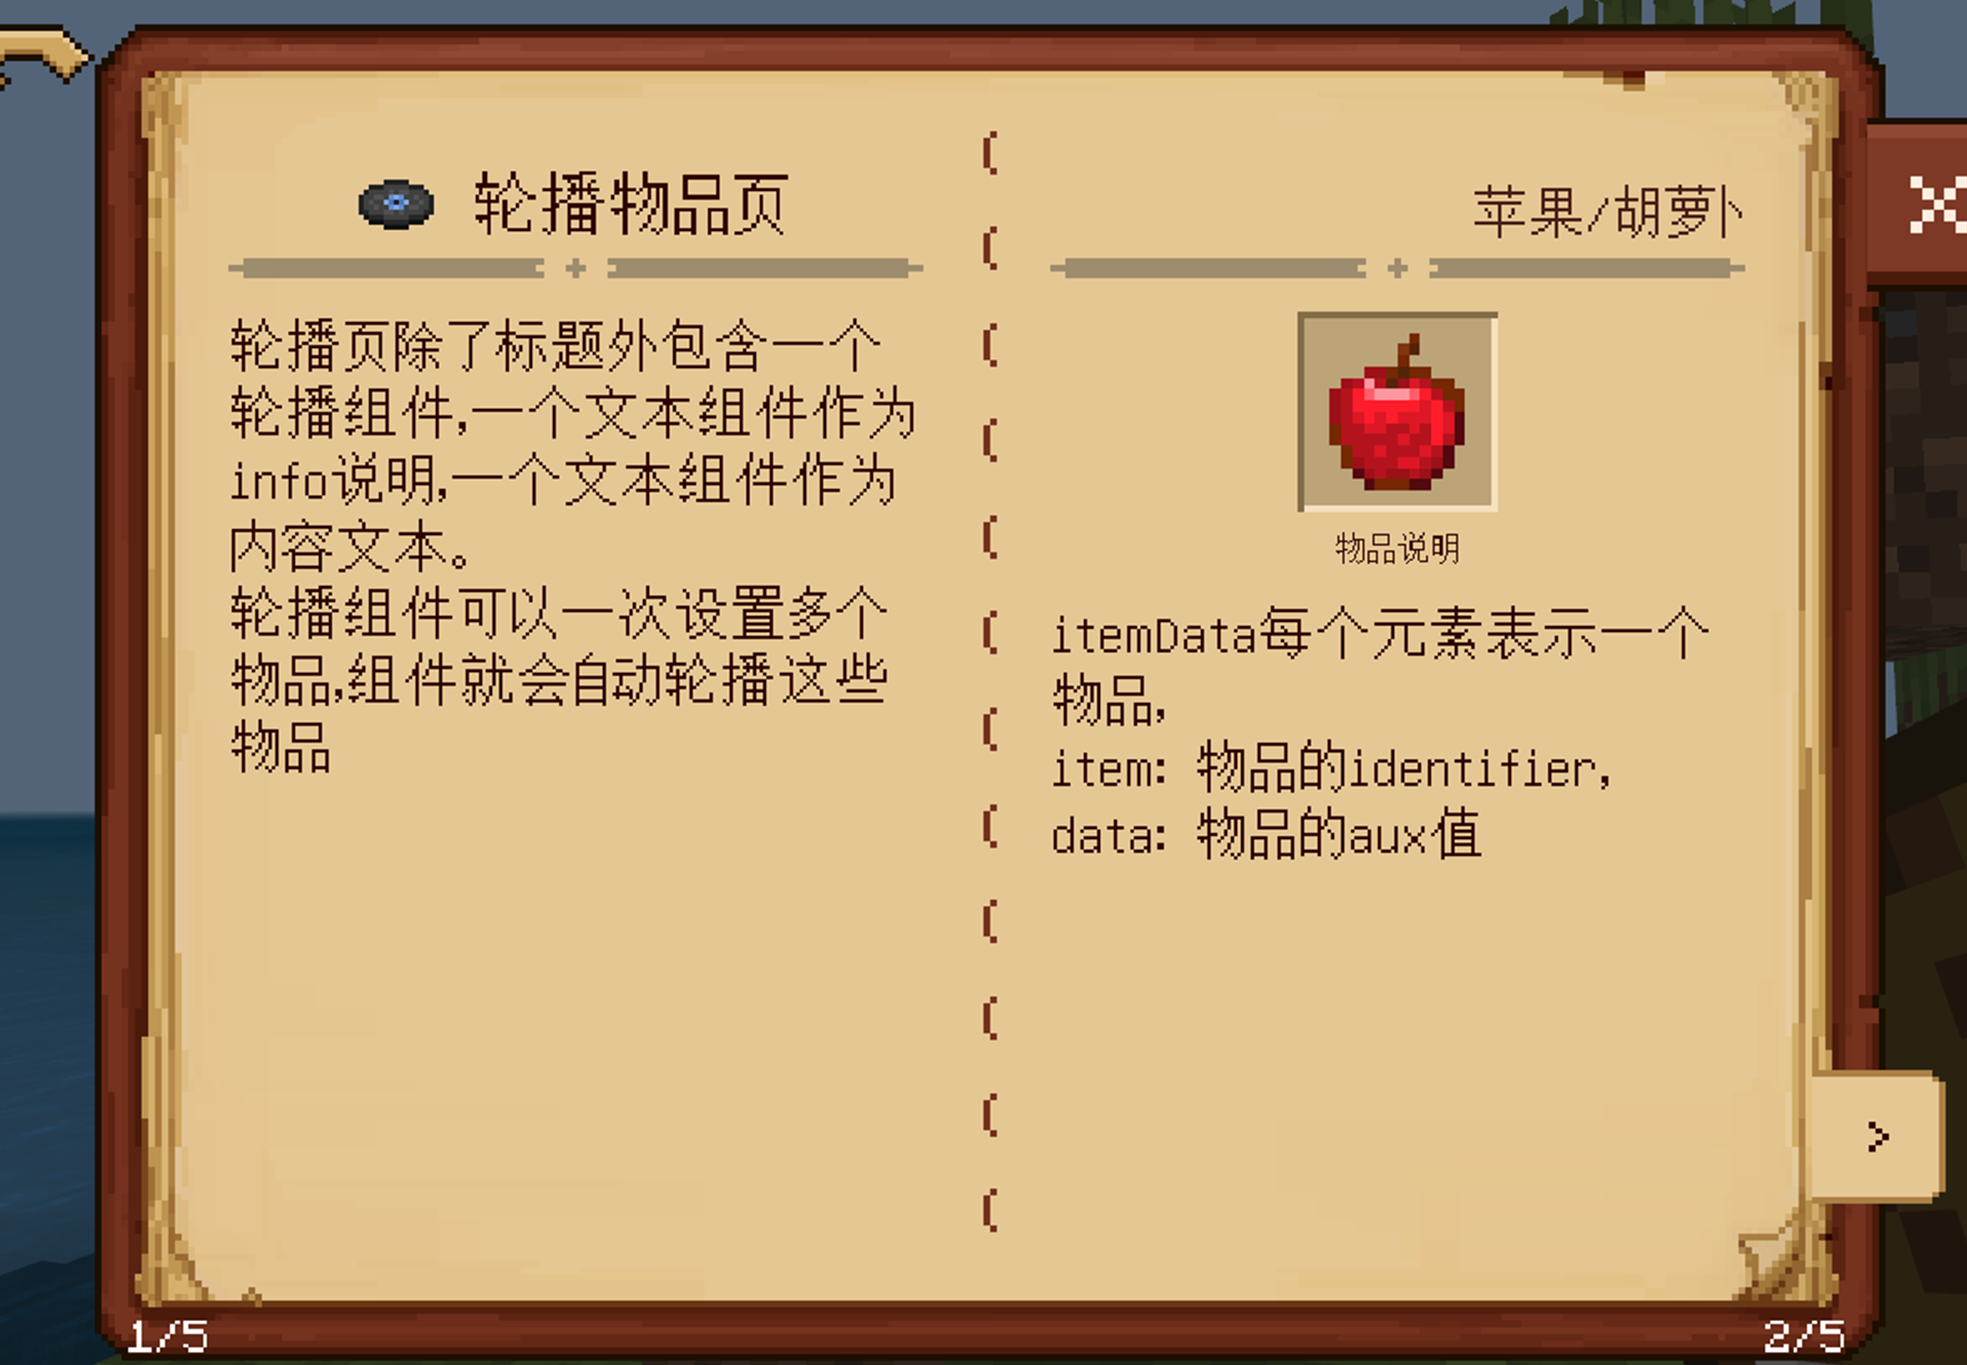 轮播物品页
轮播页除了标题外包含一个
轮播组件,一个文本组件作为
info说明,一个文本组件作为
内容文本。
轮播组件可以一次设置多个
物品,组件就会自动轮播这些
物品
1/5
苹果/胡萝卜
物品说明
itemData每个元素表示一个
物品,
item: 物品的identifier,
data: 物品的aux值
>
2/5